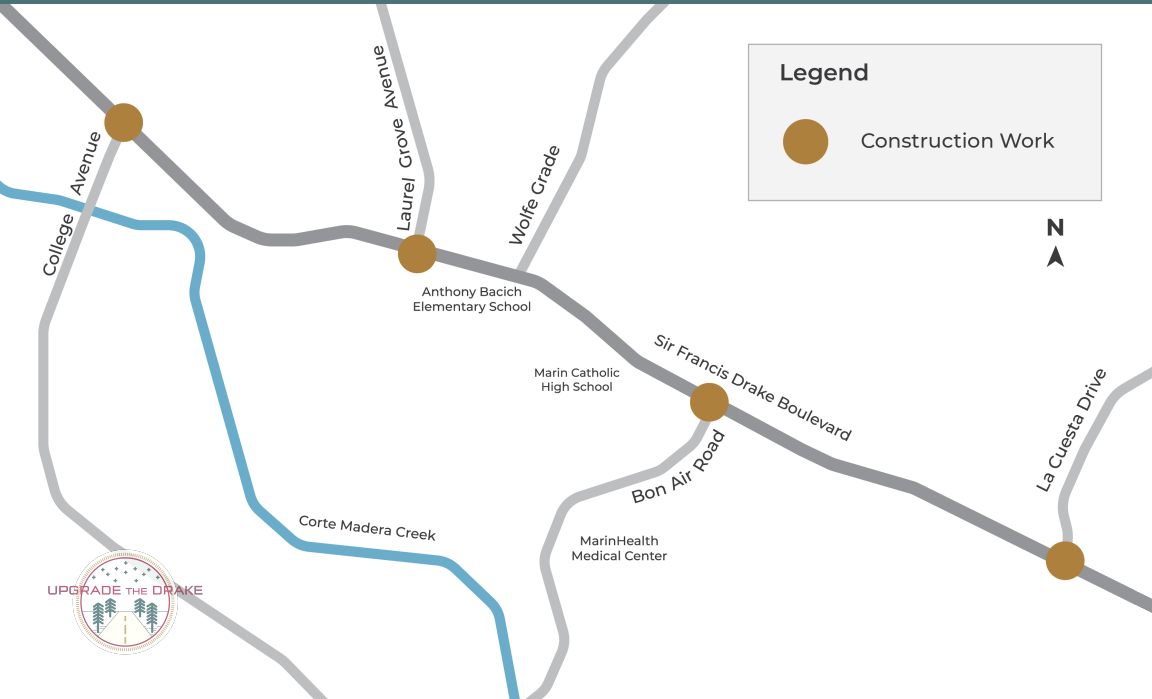 Legend
Construction Work
N
College Avenue
Laurel Grove Avenue
Wolfe Grade
Anthony Bacich
Elementary School
Sir Francis Drake Boulevard
Marin Catholic
High School
La Cuesta Drive
Bon Air Road
Corte Madera Creek
MarinHealth
Medical Center
UPGRADE THE DRAKE